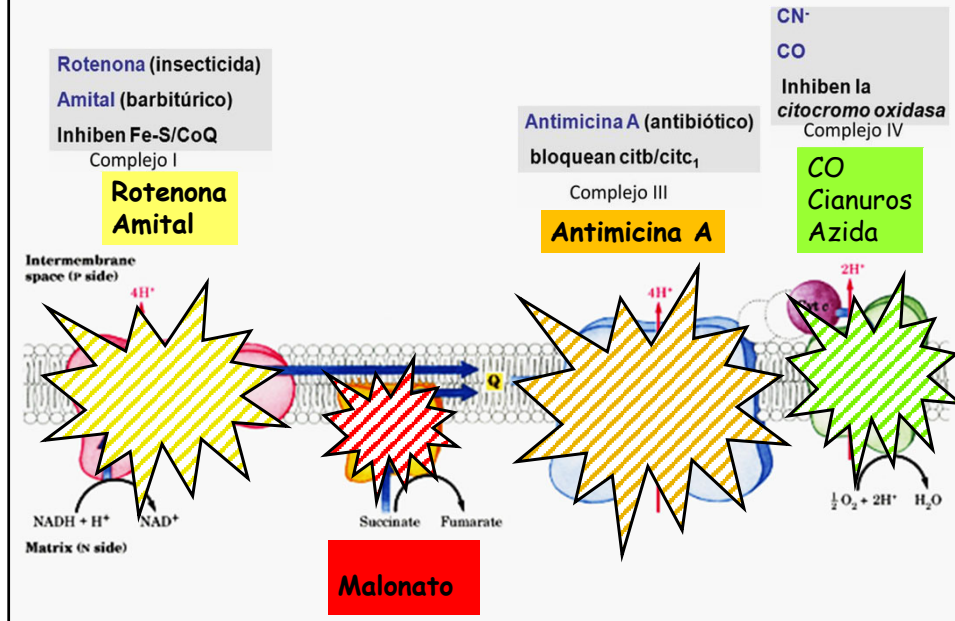 Rotenona (insecticida)
Amital (barbitúrico)
Inhiben Fe-S/CoQ
Complejo I
Rotenona
Amital
Antimicina A (antibiótico)
bloquean citb/citc₁
Complejo III
Antimicina A
CN⁻
CO
Inhiben la
citocromo oxidasa
Complejo IV
CO
Cianuros
Azida
Intermembrane
space (P side)
4H⁺
4H⁺
2H⁺
Cyt c
Q
NADH + H⁺
NAD⁺
Succinate
Fumarate
½O₂ + 2H⁺
H₂O
Matrix (N side)
Malonato